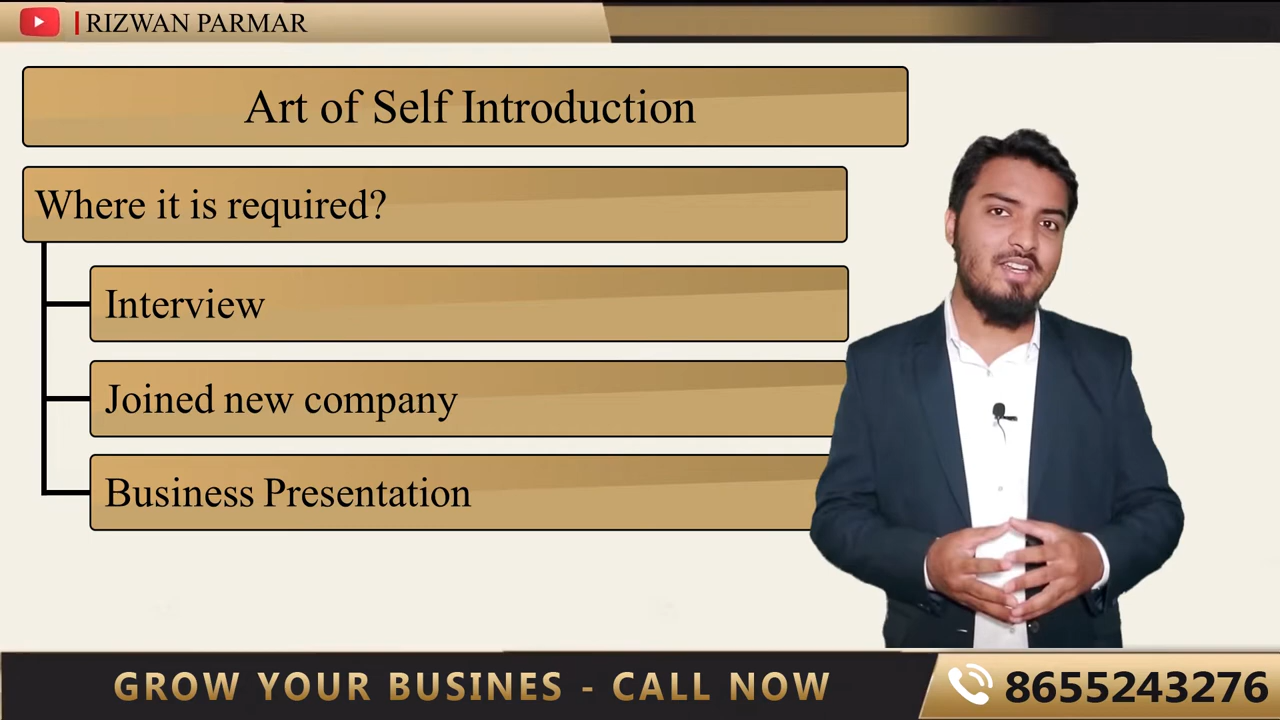 RIZWAN PARMAR
Art of Self Introduction
Where it is required?
Interview
Joined new company
Business Presentation
GROW YOUR BUSINES - CALL NOW
8655243276